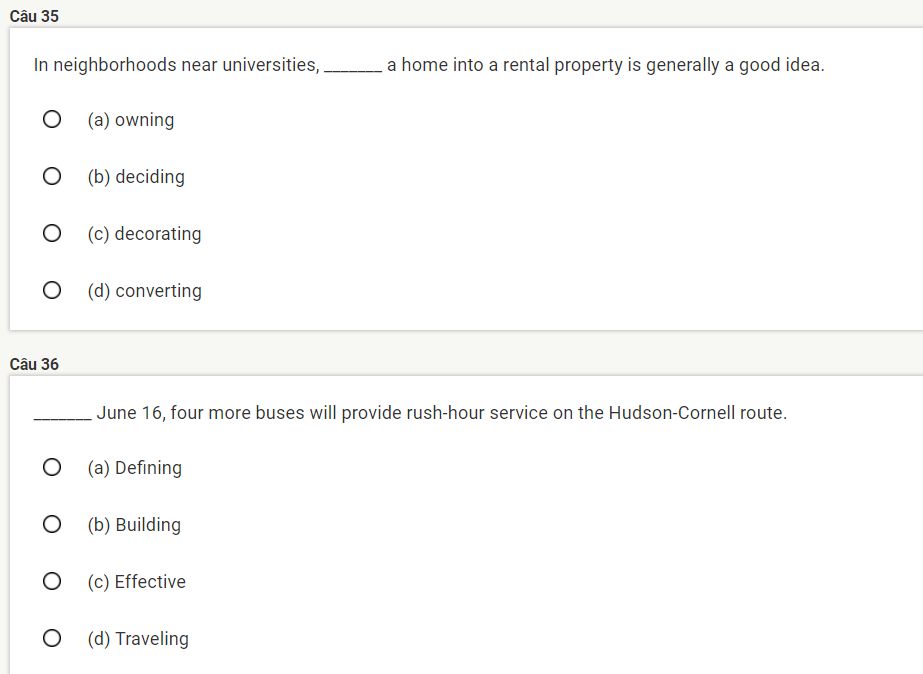 Câu 35
In neighborhoods near universities, _______ a home into a rental property is generally a good idea.
(a) owning
(b) deciding
(c) decorating
(d) converting
Câu 36
_______ June 16, four more buses will provide rush-hour service on the Hudson-Cornell route.
(a) Defining
(b) Building
(c) Effective
(d) Traveling